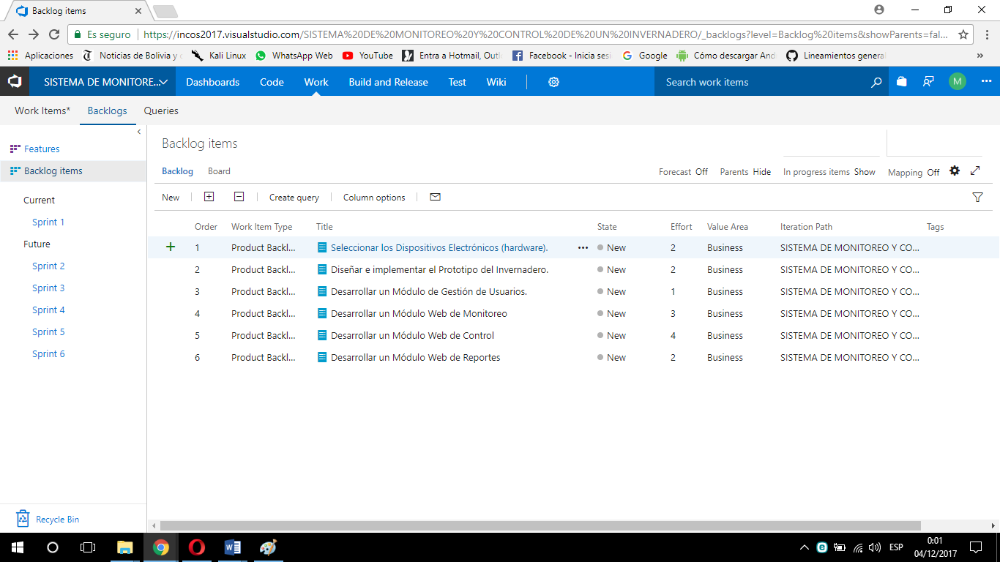 Backlog items
Es seguro https://incos2017.visualstudio.com/SISTEMA%20DE%20MONITOREO%20Y%20CONTROL%20DE%20UN%20INVERNADERO/_backlogs?level=Backlog%20items&showParents=fal...
Aplicaciones Noticias de Bolivia y Kali Linux WhatsApp Web YouTube Entra a Hotmail, Outl Facebook - Inicia sesi Google Cómo descargar And Lineamientos general »
SISTEMA DE MONITORE... Dashboards Code Work Build and Release Test Wiki Search work items M
Work Items* Backlogs Queries
Backlog items
Features
Backlog items
Current
Sprint 1
Future
Sprint 2
Sprint 3
Sprint 4
Sprint 5
Sprint 6
Recycle Bin
Backlog Board Forecast Off Parents Hide In progress items Show Mapping Off
New Create query Column options
Order Work Item Type Title State Effort Value Area Iteration Path Tags
1 Product Backl... Seleccionar los Dispositivos Electrónicos (hardware). ... New 2 Business SISTEMA DE MONITOREO Y CO...
2 Product Backl... Diseñar e implementar el Prototipo del Invernadero. New 2 Business SISTEMA DE MONITOREO Y CO...
3 Product Backl... Desarrollar un Módulo de Gestión de Usuarios. New 1 Business SISTEMA DE MONITOREO Y CO...
4 Product Backl... Desarrollar un Módulo Web de Monitoreo New 3 Business SISTEMA DE MONITOREO Y CO...
5 Product Backl... Desarrollar un Módulo Web de Control New 4 Business SISTEMA DE MONITOREO Y CO...
6 Product Backl... Desarrollar un Módulo Web de Reportes New 2 Business SISTEMA DE MONITOREO Y CO...
ESP 0:01
04/12/2017